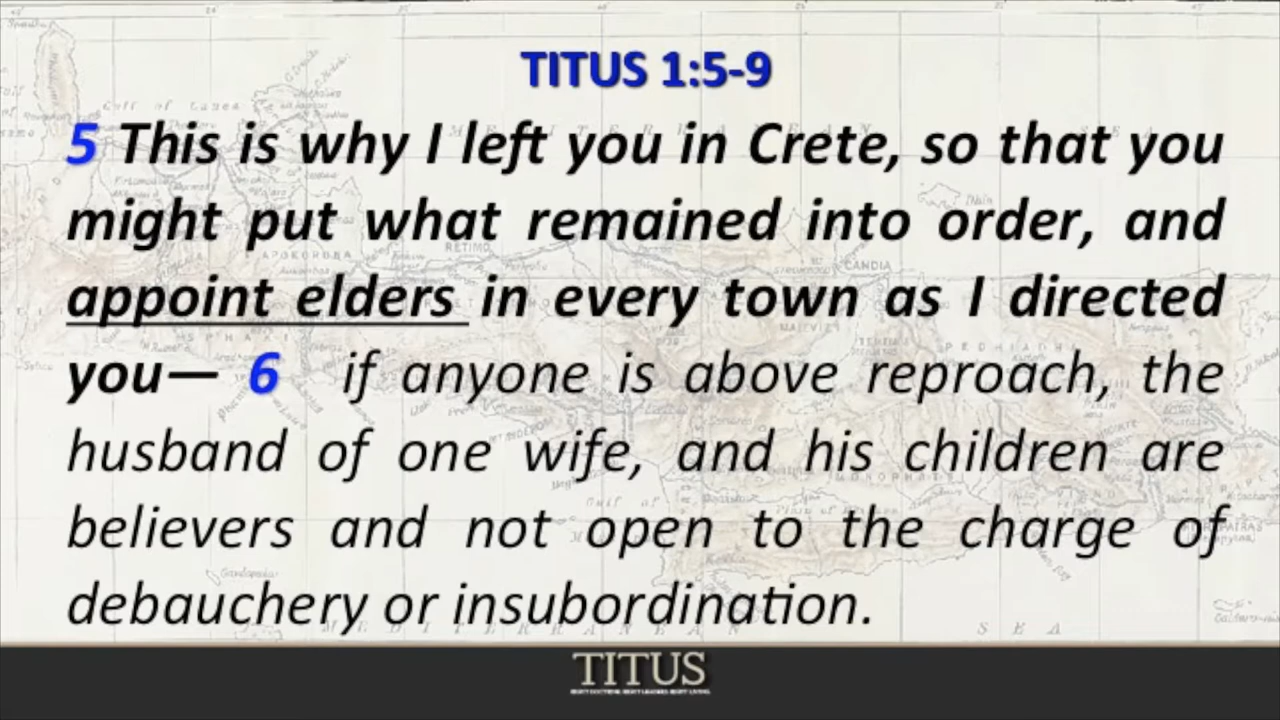 TITUS 1:5-9
5 This is why I left you in Crete, so that you
might put what remained into order, and
appoint elders in every town as I directed
you— 6 if anyone is above reproach, the
husband of one wife, and his children are
believers and not open to the charge of
debauchery or insubordination.
TITUS